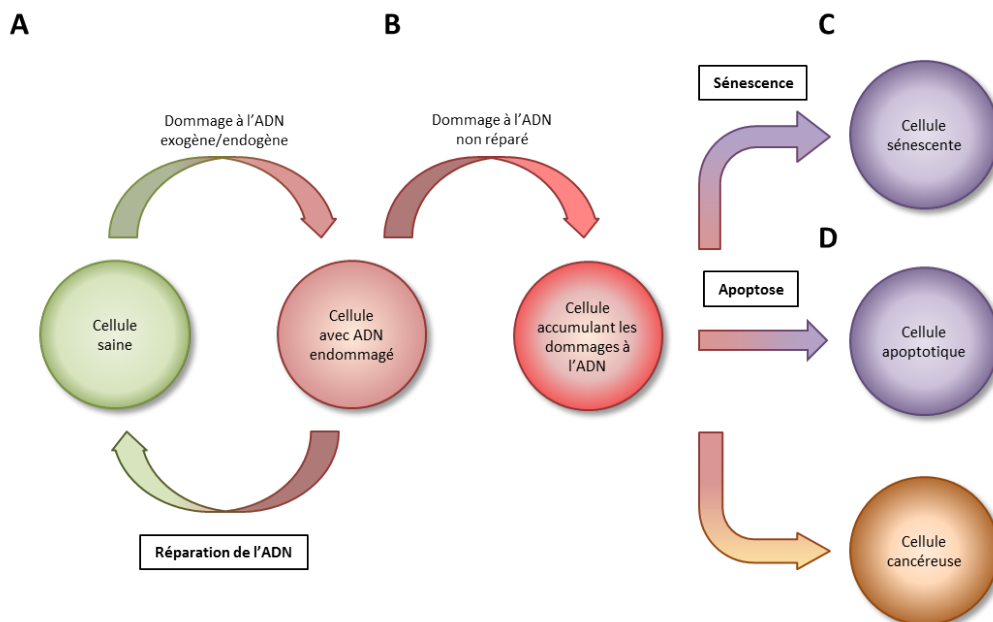 A
B
C
Dommage à l'ADN
exogène/endogène
Dommage à l'ADN
non réparé
Sénescence
Cellule
sénescente
D
Cellule
saine
Cellule
avec ADN
endommagé
Cellule
accumulant les
dommages à
l'ADN
Apoptose
Cellule
apoptotique
Réparation de l'ADN
Cellule
cancéreuse